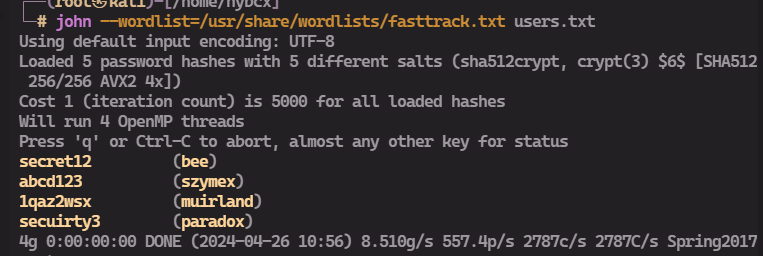 (root㉿kali)-[/home/hybcx]
# john --wordlist=/usr/share/wordlists/fasttrack.txt users.txt
Using default input encoding: UTF-8
Loaded 5 password hashes with 5 different salts (sha512crypt, crypt(3) $6$ [SHA512
256/256 AVX2 4x])
Cost 1 (iteration count) is 5000 for all loaded hashes
Will run 4 OpenMP threads
Press 'q' or Ctrl-C to abort, almost any other key for status
secret12 (bee)
abcd123 (szymex)
1qaz2wsx (muirland)
secuirty3 (paradox)
4g 0:00:00:00 DONE (2024-04-26 10:56) 8.510g/s 557.4p/s 2787c/s 2787C/s Spring2017